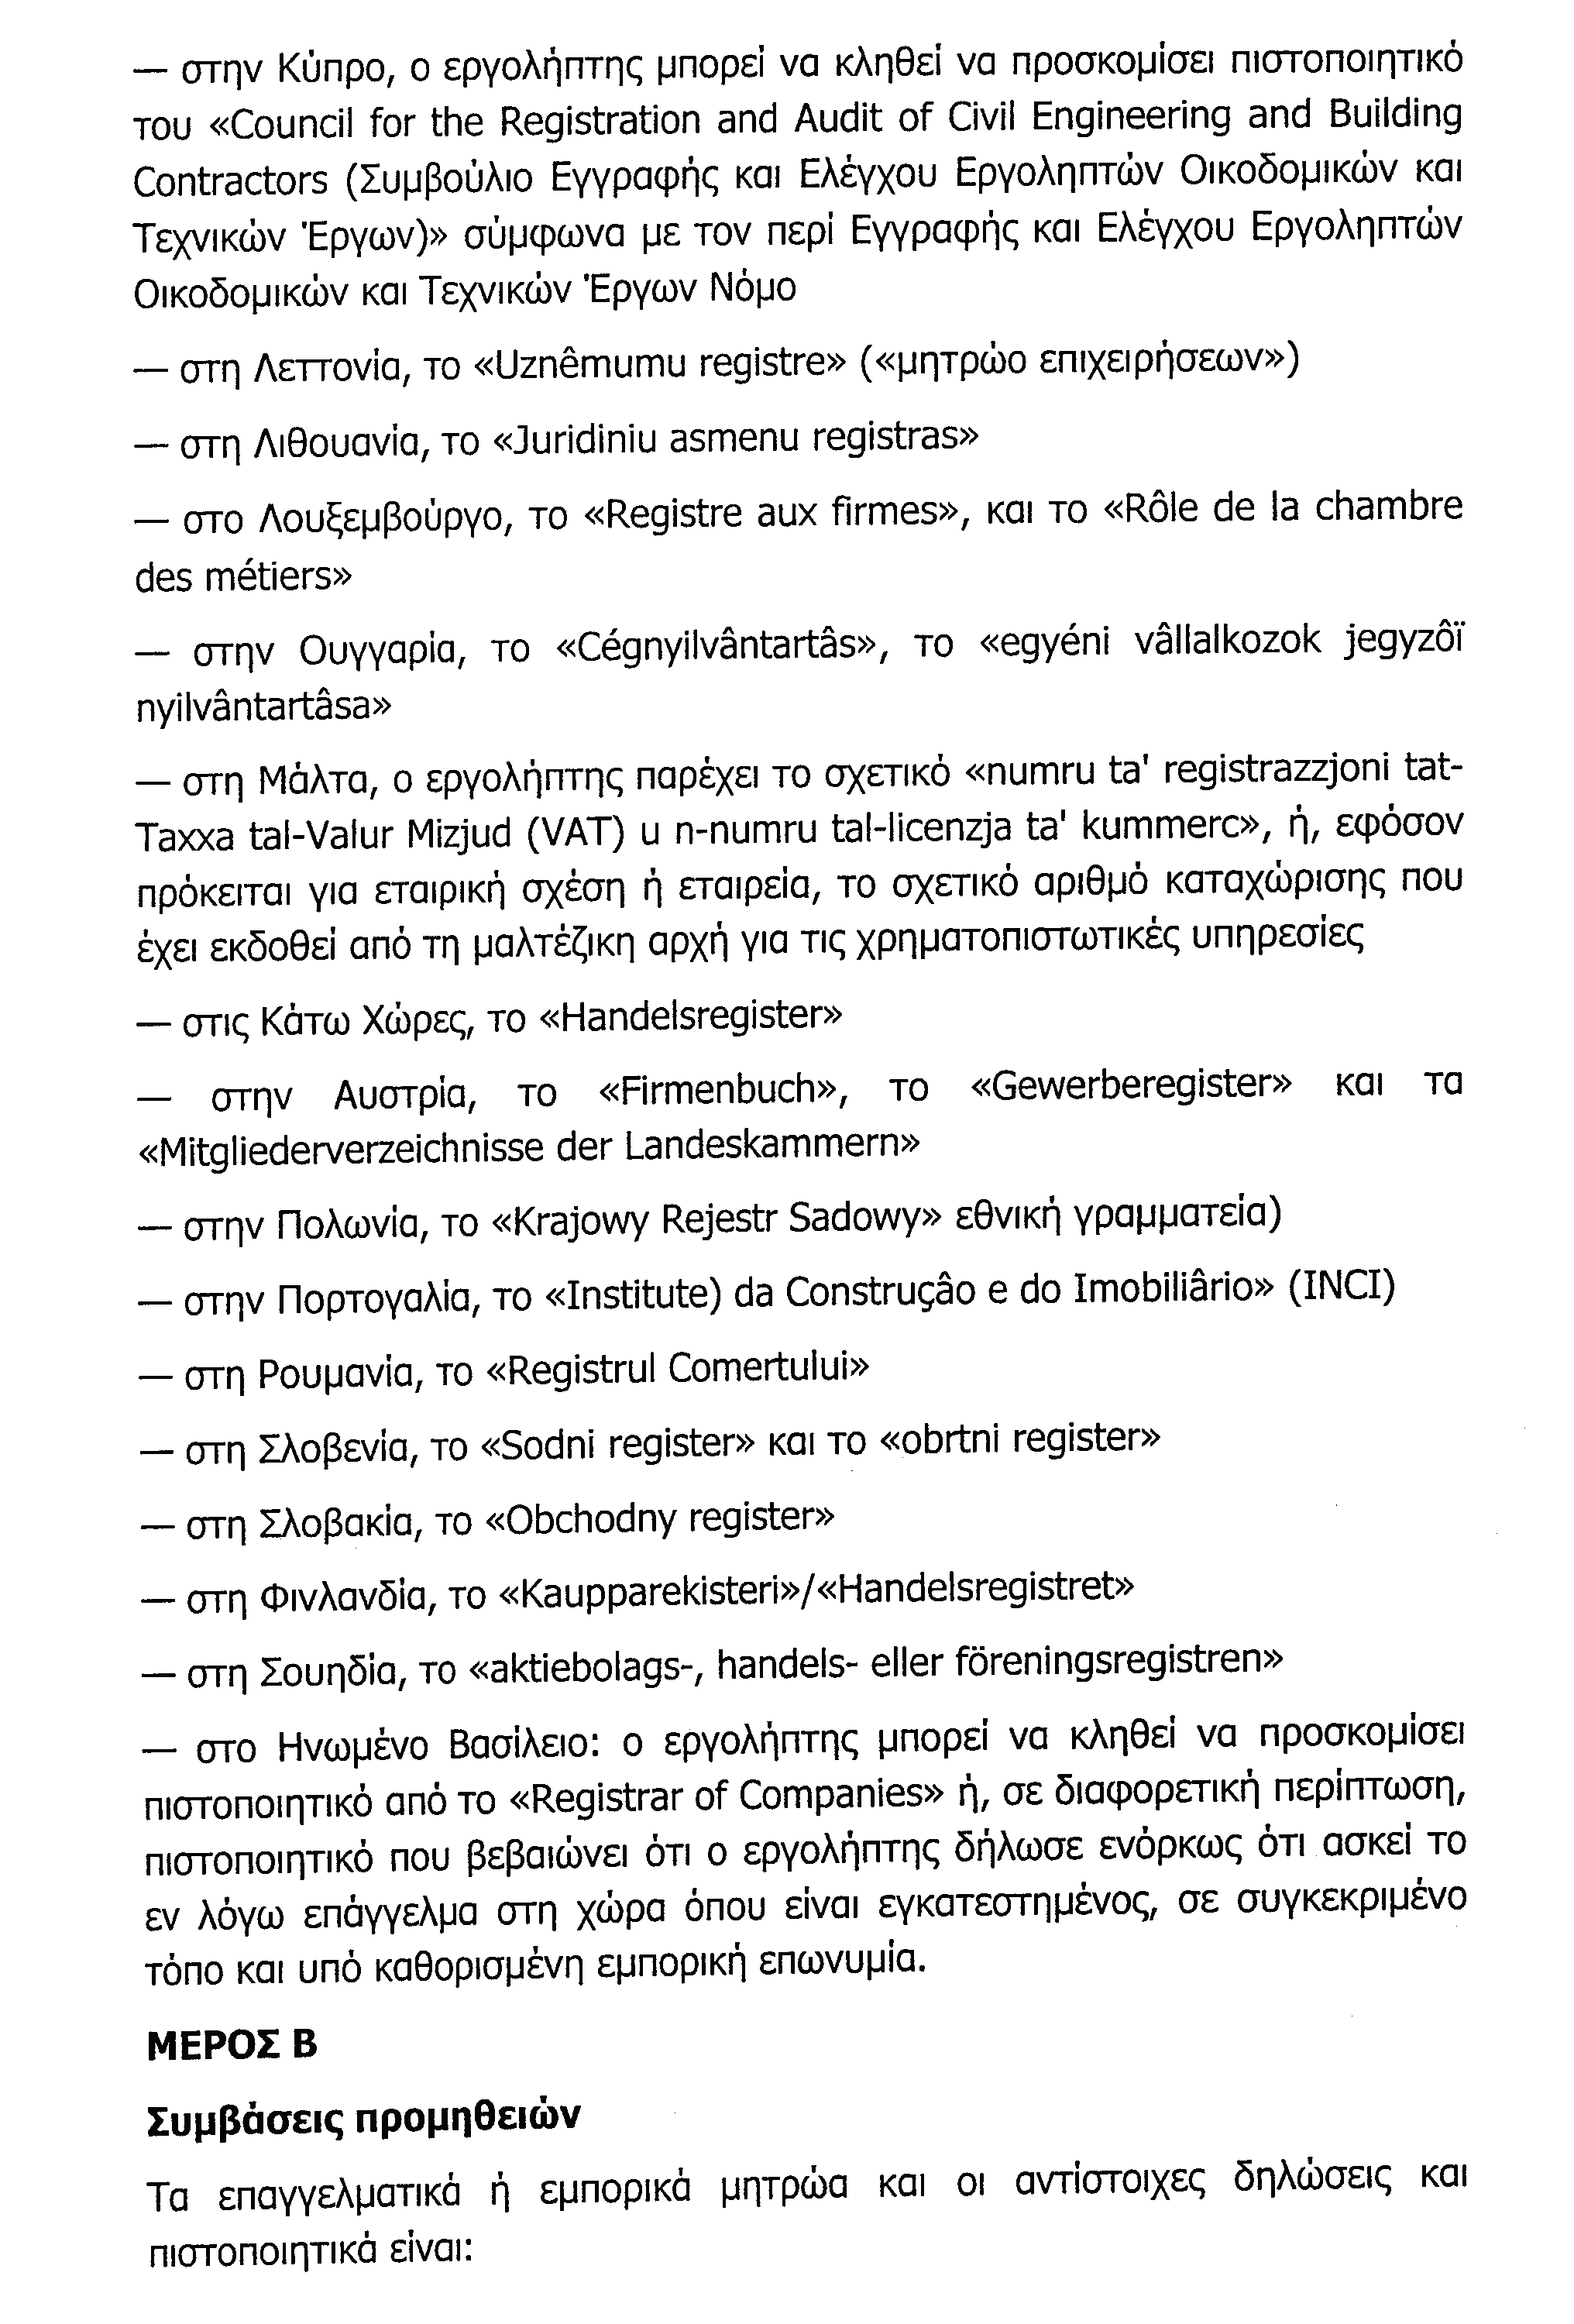 — στην Κύπρο, ο εργολήπτης μπορεί να κληθεί να προσκομίσει πιστοποιητικό
του «Council for the Registration and Audit of Civil Engineering and Building
Contractors (Συμβούλιο Εγγραφής και Ελέγχου Εργοληπτών Οικοδομικών και
Τεχνικών Έργων)» σύμφωνα με τον περί Εγγραφής και Ελέγχου Εργοληπτών
Οικοδομικών και Τεχνικών Έργων Νόμο
— στη Λεττονία, το «Uznêmumu registre» («μητρώο επιχειρήσεων»)
— στη Λιθουανία, το «Juridiniu asmenu registras»
— στο Λουξεμβούργο, το «Registre aux firmes», και το «Rôle de la chambre
des métiers»
— στην Ουγγαρία, το «Cégnyilvântartâs», το «egyéni vâllalkozok jegyzôï
nyilvântartâsa»
— στη Μάλτα, ο εργολήπτης παρέχει το σχετικό «numru ta' registrazzjoni tat-
Taxxa tal-Valur Mizjud (VAT) u n-numru tal-licenzja ta' kummerc», ή, εφόσον
πρόκειται για εταιρική σχέση ή εταιρεία, το σχετικό αριθμό καταχώρισης που
έχει εκδοθεί από τη μαλτέζικη αρχή για τις χρηματοπιστωτικές υπηρεσίες
— στις Κάτω Χώρες, το «Handelsregister»
— στην Αυστρία, το «Firmenbuch», το «Gewerberegister» και τα
«Mitgliederverzeichnisse der Landeskammern»
— στην Πολωνία, το «Krajowy Rejestr Sadowy» εθνική γραμματεία)
— στην Πορτογαλία, το «Institute) da Construçâo e do Imobiliârio» (INCI)
— στη Ρουμανία, το «Registrul Comertului»
— στη Σλοβενία, το «Sodni register» και το «obrtni register»
— στη Σλοβακία, το «Obchodny register»
— στη Φινλανδία, το «Kaupparekisteri»/«Handelsregistret»
— στη Σουηδία, το «aktiebolags-, handels- eller föreningsregistren»
— στο Ηνωμένο Βασίλειο: ο εργολήπτης μπορεί να κληθεί να προσκομίσει
πιστοποιητικό από το «Registrar of Companies» ή, σε διαφορετική περίπτωση,
πιστοποιητικό που βεβαιώνει ότι ο εργολήπτης δήλωσε ενόρκως ότι ασκεί το
εν λόγω επάγγελμα στη χώρα όπου είναι εγκατεστημένος, σε συγκεκριμένο
τόπο και υπό καθορισμένη εμπορική επωνυμία.
ΜΕΡΟΣ Β
Συμβάσεις προμηθειών
Τα επαγγελματικά ή εμπορικά μητρώα και οι αντίστοιχες δηλώσεις και
πιστοποιητικά είναι: